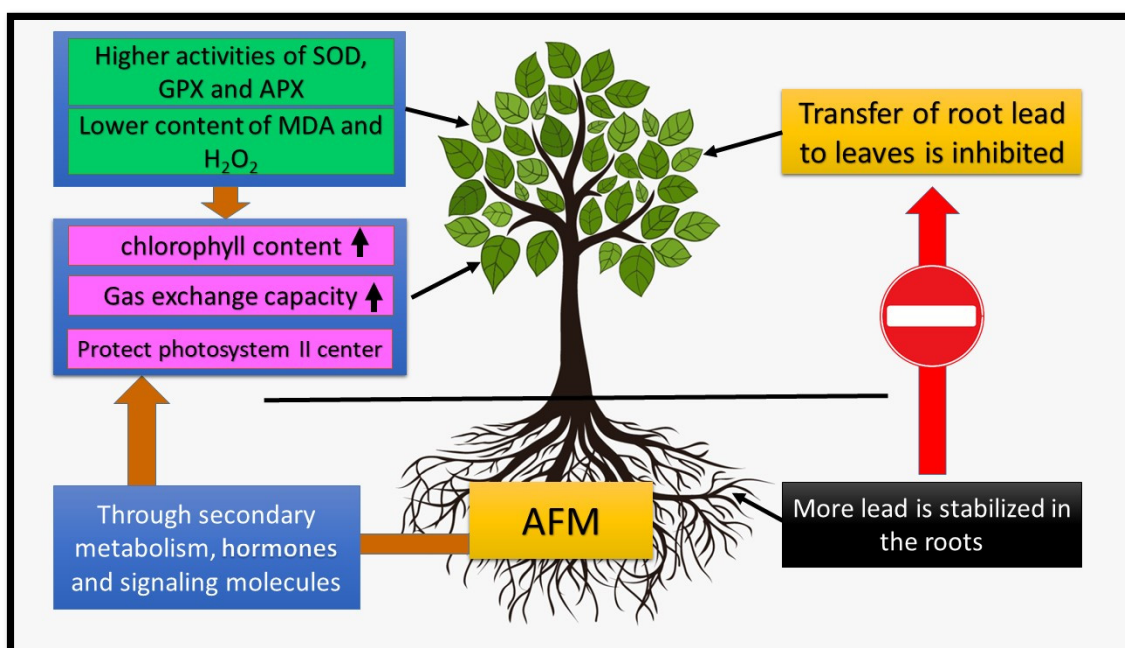 Higher activities of SOD,
GPX and APX
Lower content of MDA and
H₂O₂
chlorophyll content
Gas exchange capacity
Protect photosystem II center
Through secondary
metabolism, hormones
and signaling molecules
AFM
Transfer of root lead
to leaves is inhibited
More lead is stabilized in
the roots